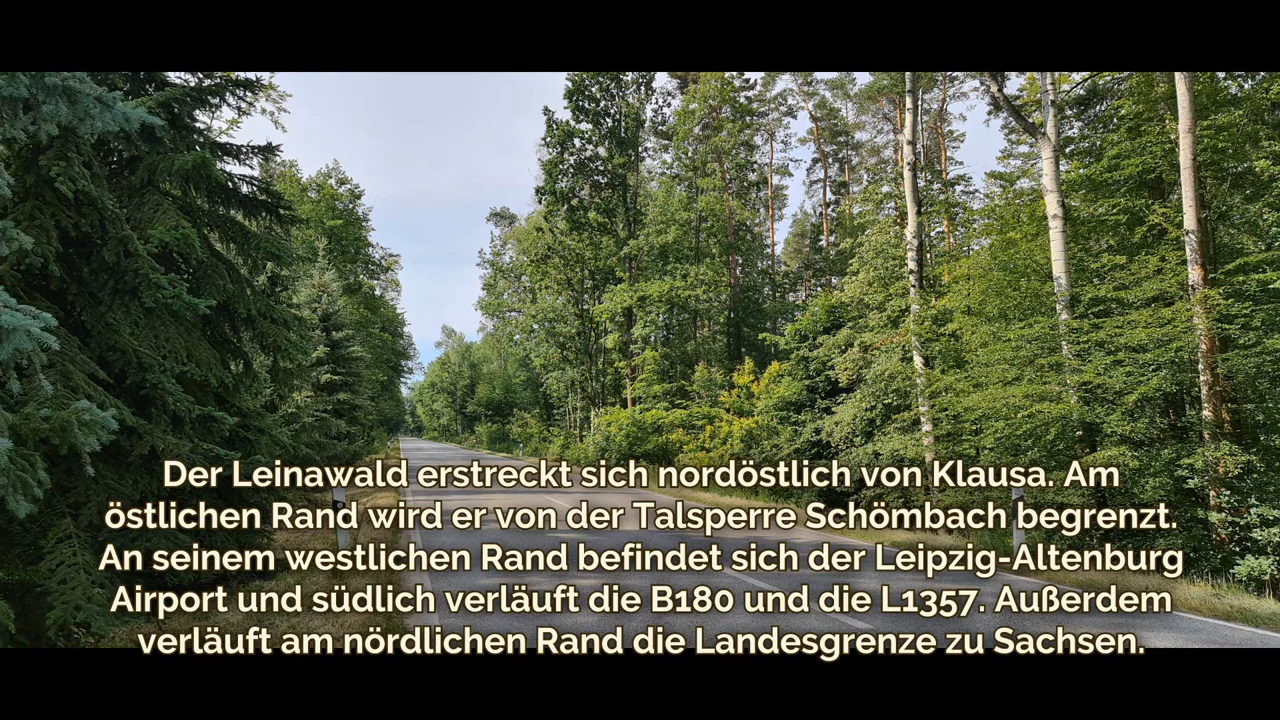 Der Leinawald erstreckt sich nordöstlich von Klausa. Am
östlichen Rand wird er von der Talsperre Schömbach begrenzt.
An seinem westlichen Rand befindet sich der Leipzig-Altenburg
Airport und südlich verläuft die B180 und die L1357. Außerdem
verläuft am nördlichen Rand die Landesgrenze zu Sachsen.